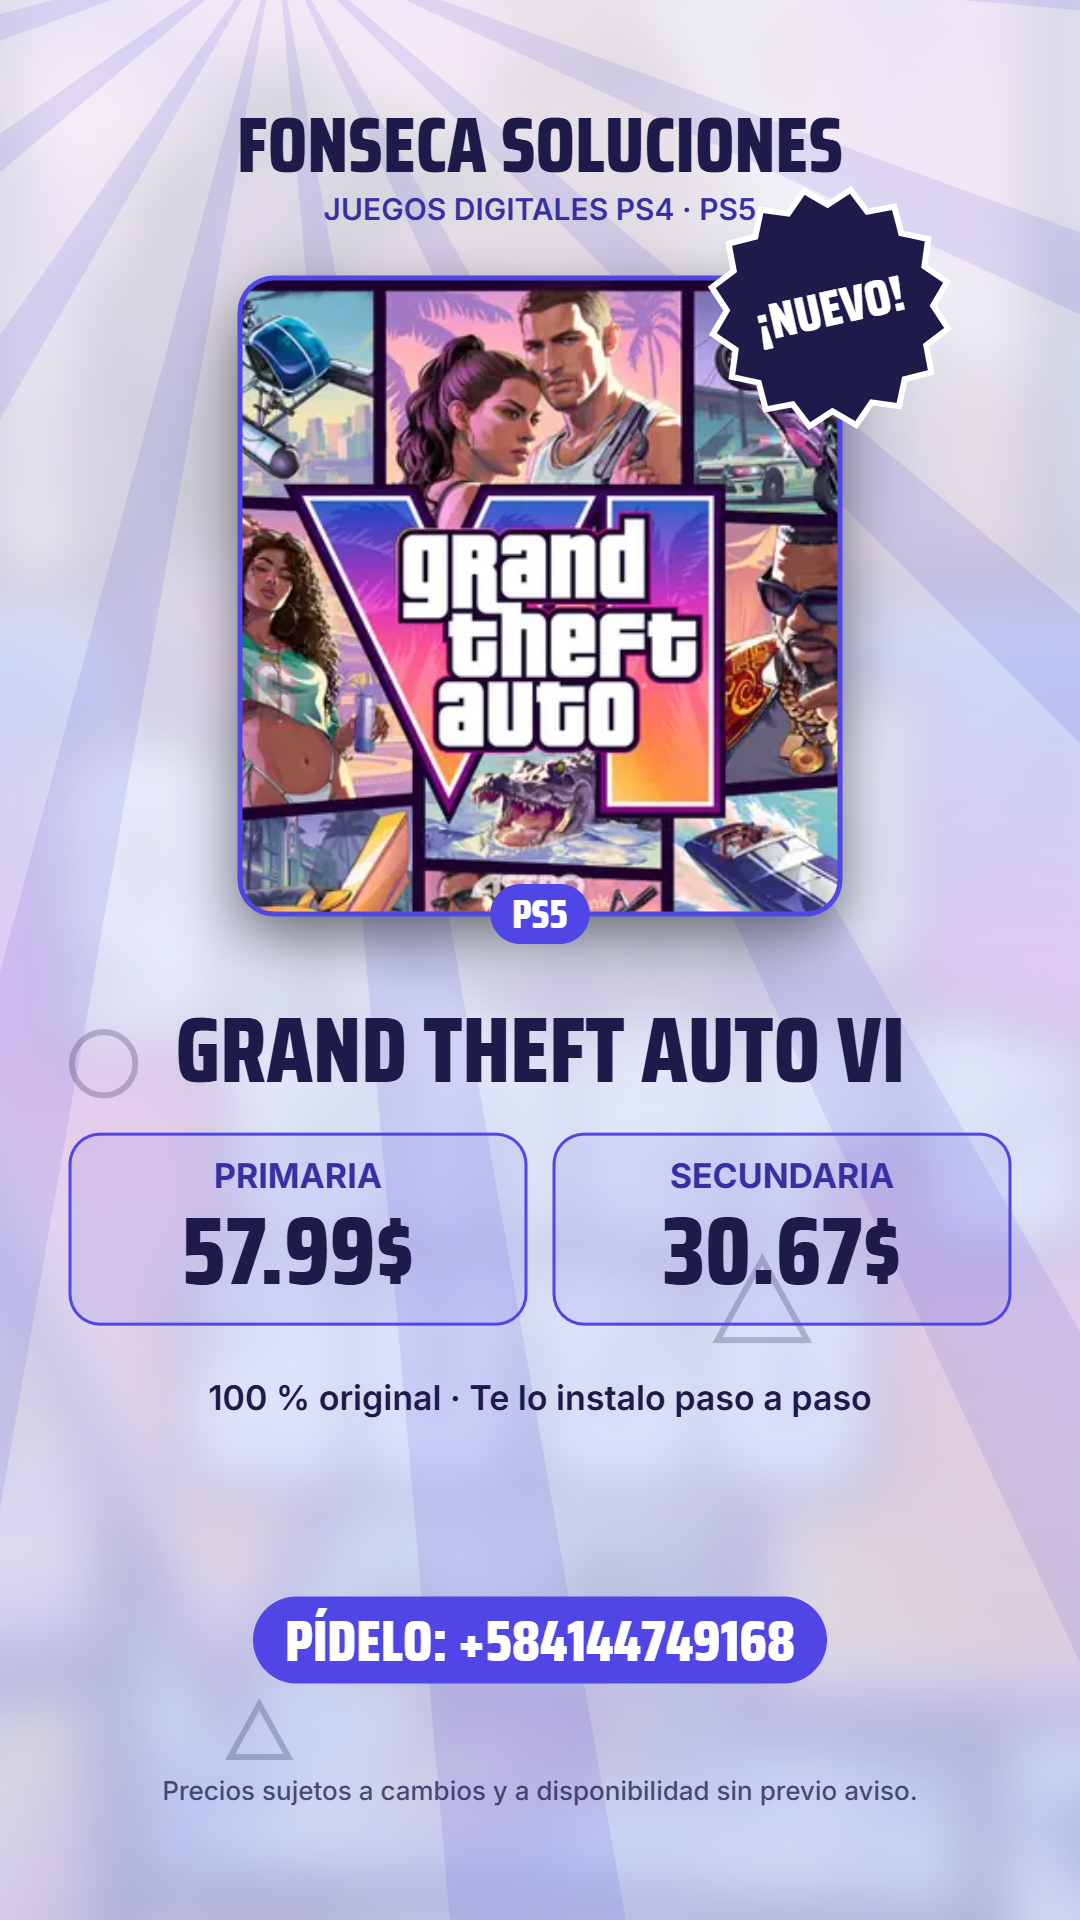 FONSECA SOLUCIONES
JUEGOS DIGITALES PS4 · PS5
¡NUEVO!
VI
grand
theft
auto
PS5
GRAND THEFT AUTO VI
PRIMARIA
57.99$
SECUNDARIA
30.67$
100 % original · Te lo instalo paso a paso
PÍDELO: +584144749168
Precios sujetos a cambios y a disponibilidad sin previo aviso.